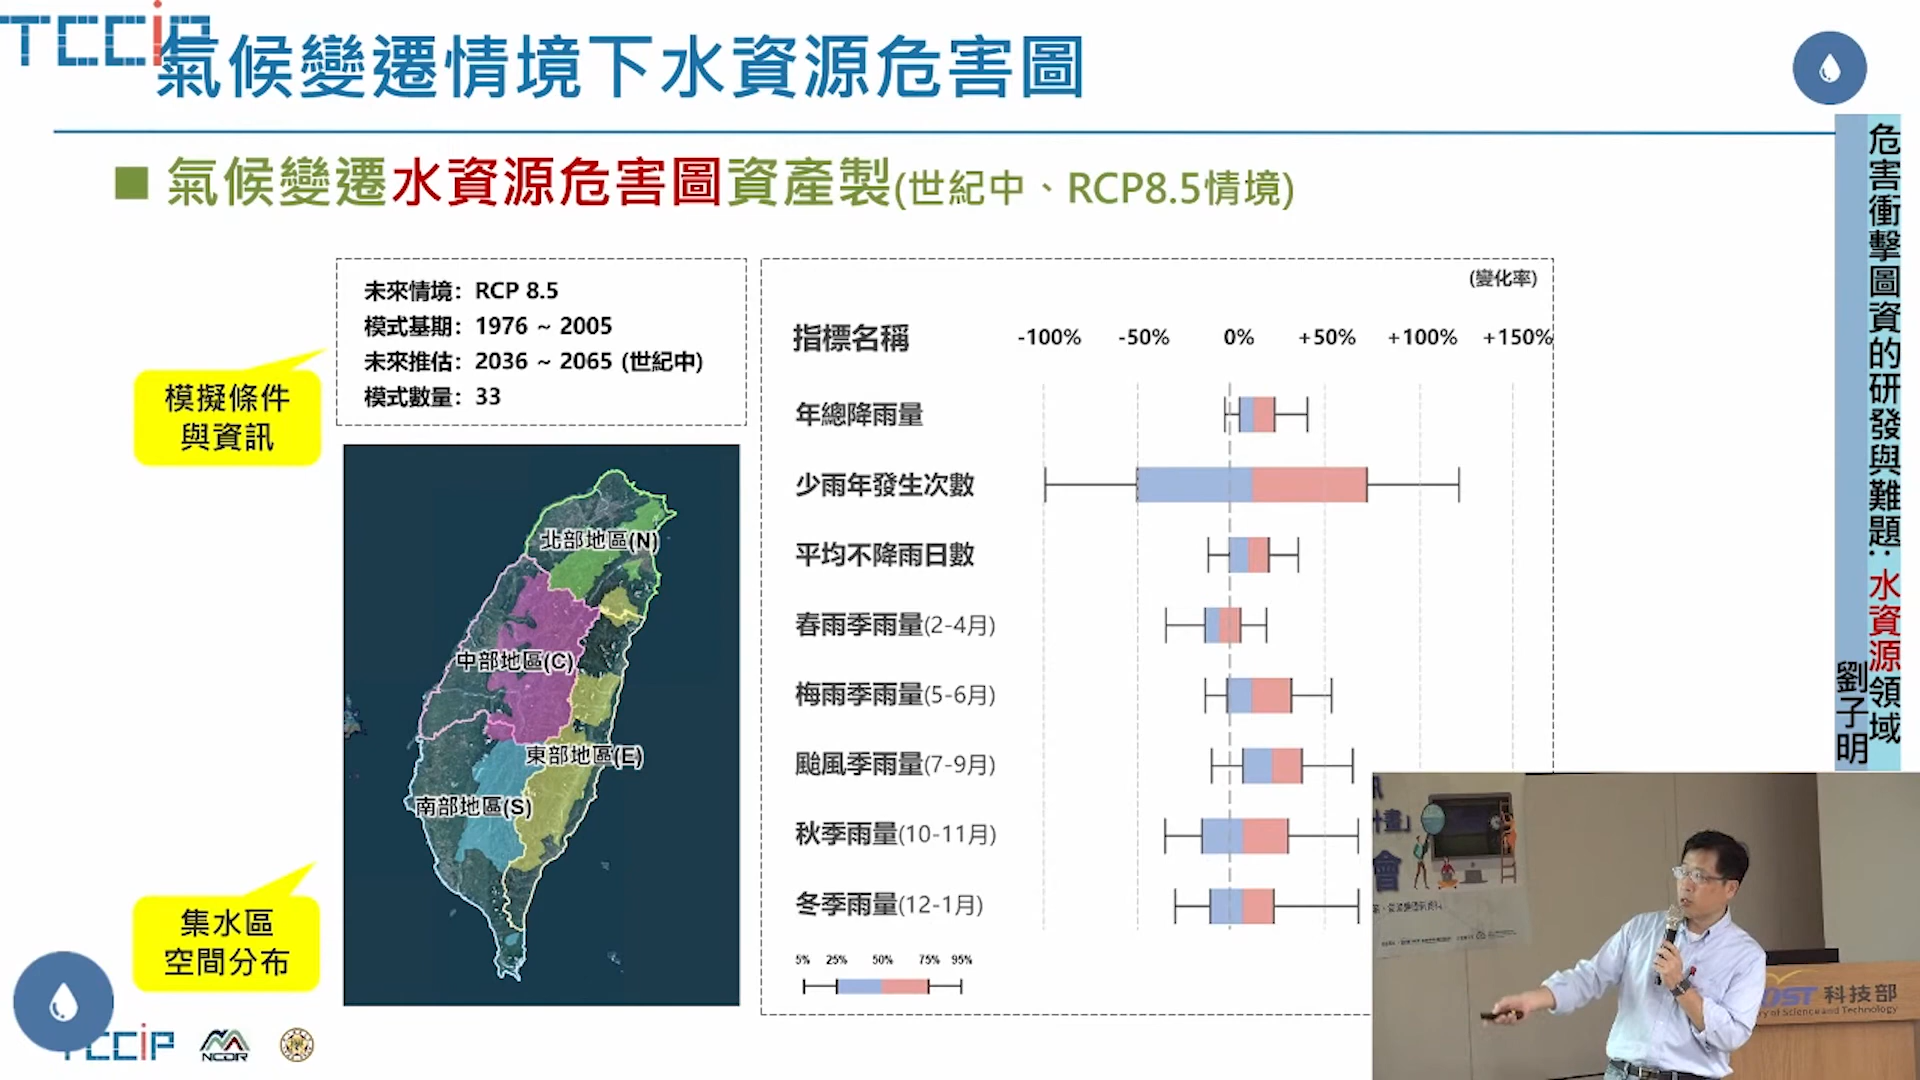 TCCIP
氣候變遷情境下水資源危害圖
■ 氣候變遷水資源危害圖資產製(世紀中、RCP8.5情境)
未來情境：RCP 8.5
模式基期：1976 ~ 2005
未來推估：2036 ~ 2065 (世紀中)
模式數量：33
模擬條件
與資訊
北部地區(N)
中部地區(C)
東部地區(E)
南部地區(S)
集水區
空間分布
(變化率)
指標名稱 -100% -50% 0% +50% +100% +150%
年總降雨量
少雨年發生次數
平均不降雨日數
春雨季雨量(2-4月)
梅雨季雨量(5-6月)
颱風季雨量(7-9月)
秋季雨量(10-11月)
冬季雨量(12-1月)
5% 25% 50% 75% 95%
危害衝擊圖資的研發與難題：水資源領域
劉子明
TCCIP
NCDR
計畫」
會
OST 科技部
y of Science and Technology